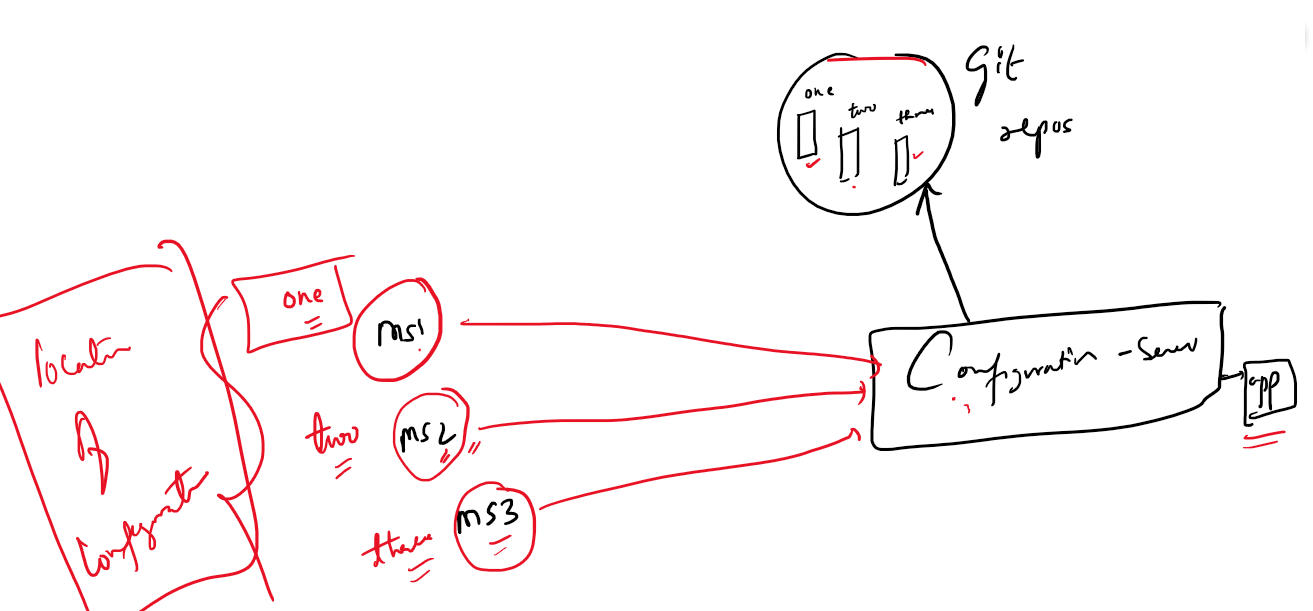 Git
repos
one
two
three
one
MS1
Location
of
Configuration
two
MS2
three
MS3
Configuration - Server
app